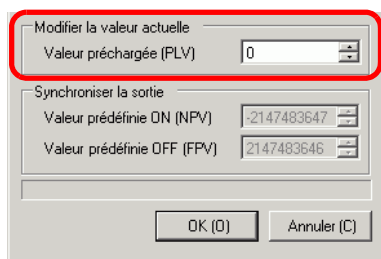 Modifier la valeur actuelle
Valeur préchargée (PLV) 0
Synchroniser la sortie
Valeur prédéfinie ON (NPV) -2147483647
Valeur prédéfinie OFF (FPV) 2147483646
OK (O) Annuler (C)